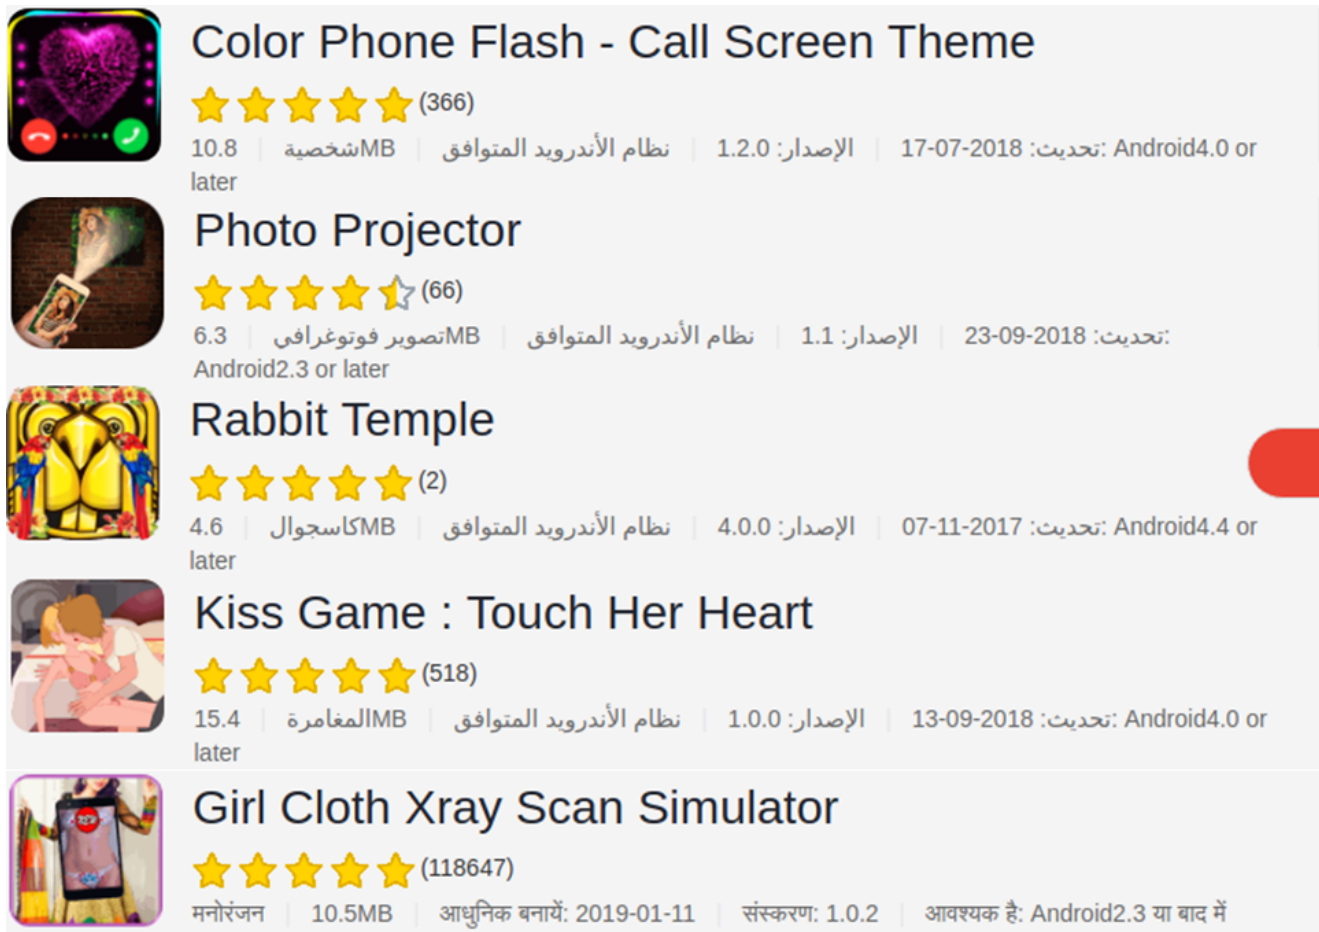 Color Phone Flash - Call Screen Theme
(366)
10.8 | شخصيةMB | نظام الأندرويد المتوافق | الإصدار: 1.2.0 | تحديث: 17-07-2018: Android4.0 or
later
Photo Projector
(66)
6.3 | تصوير فوتوغرافيMB | نظام الأندرويد المتوافق | الإصدار: 1.1 | تحديث: 23-09-2018:
Android2.3 or later
Rabbit Temple
(2)
4.6 | كاسجوالMB | نظام الأندرويد المتوافق | الإصدار: 4.0.0 | تحديث: 07-11-2017: Android4.4 or
later
Kiss Game : Touch Her Heart
(518)
15.4 | المغامرةMB | نظام الأندرويد المتوافق | الإصدار: 1.0.0 | تحديث: 13-09-2018: Android4.0 or
later
Girl Cloth Xray Scan Simulator
(118647)
मनोरंजन | 10.5MB | आधुनिक बनायें: 2019-01-11 | संस्करण: 1.0.2 | आवश्यक है: Android2.3 या बाद में